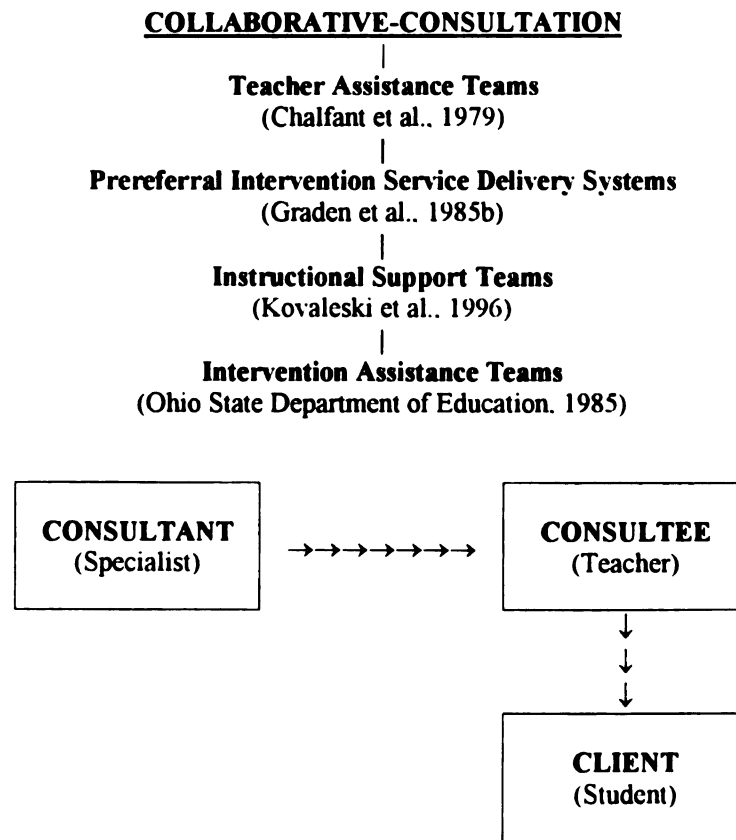 COLLABORATIVE-CONSULTATION
Teacher Assistance Teams
(Chalfant et al.. 1979)
Prereferral Intervention Service Delivery Systems
(Graden et al.. 1985b)
Instructional Support Teams
(Kovaleski et al.. 1996)
Intervention Assistance Teams
(Ohio State Department of Education. 1985)
CONSULTANT
(Specialist)
CONSULTEE
(Teacher)
CLIENT
(Student)